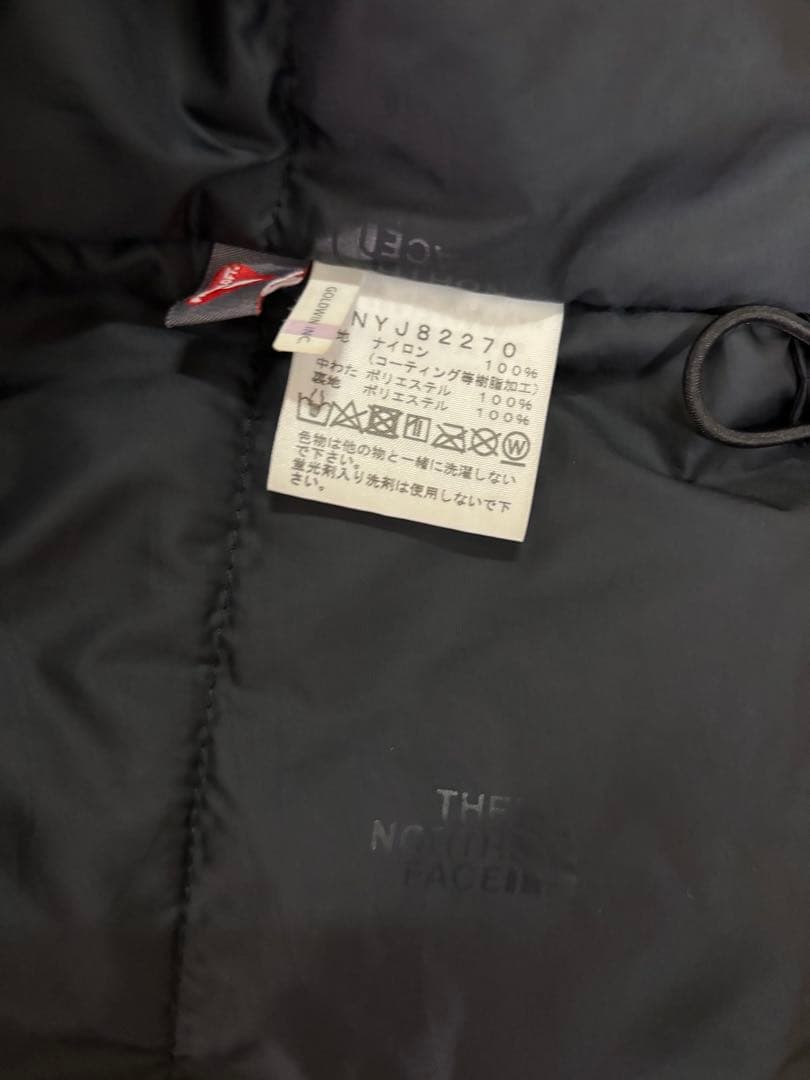 FACE
NORTH
GOLDWIN INC
NYJ82270
地 ナイロン 100%
(コーティング等樹脂加工)
中わた ポリエステル 100%
裏地 ポリエステル 100%
W
色物は他の物と一緒に洗濯しない
で下さい。
蛍光剤入り洗剤は使用しないで下
さい。
THE
NORTH
FACE